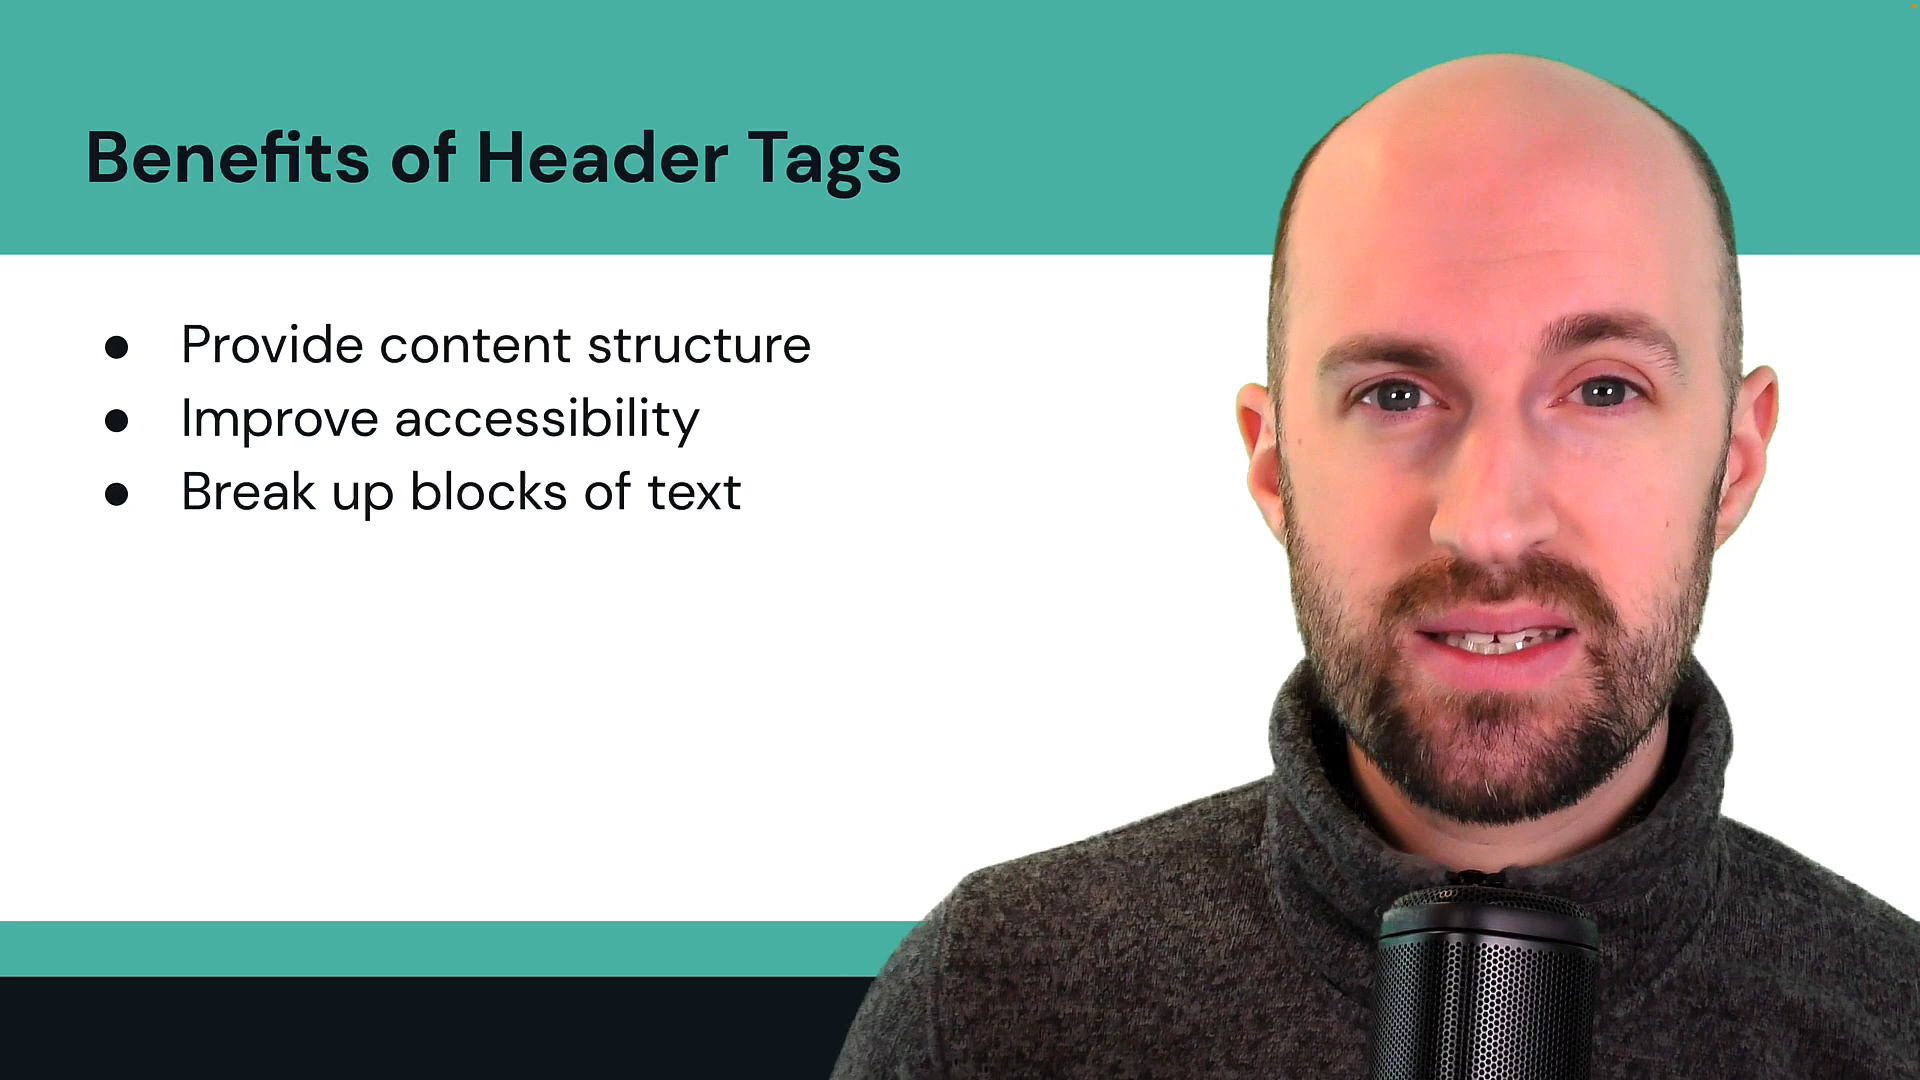 Benefits of Header Tags
● Provide content structure
● Improve accessibility
● Break up blocks of text